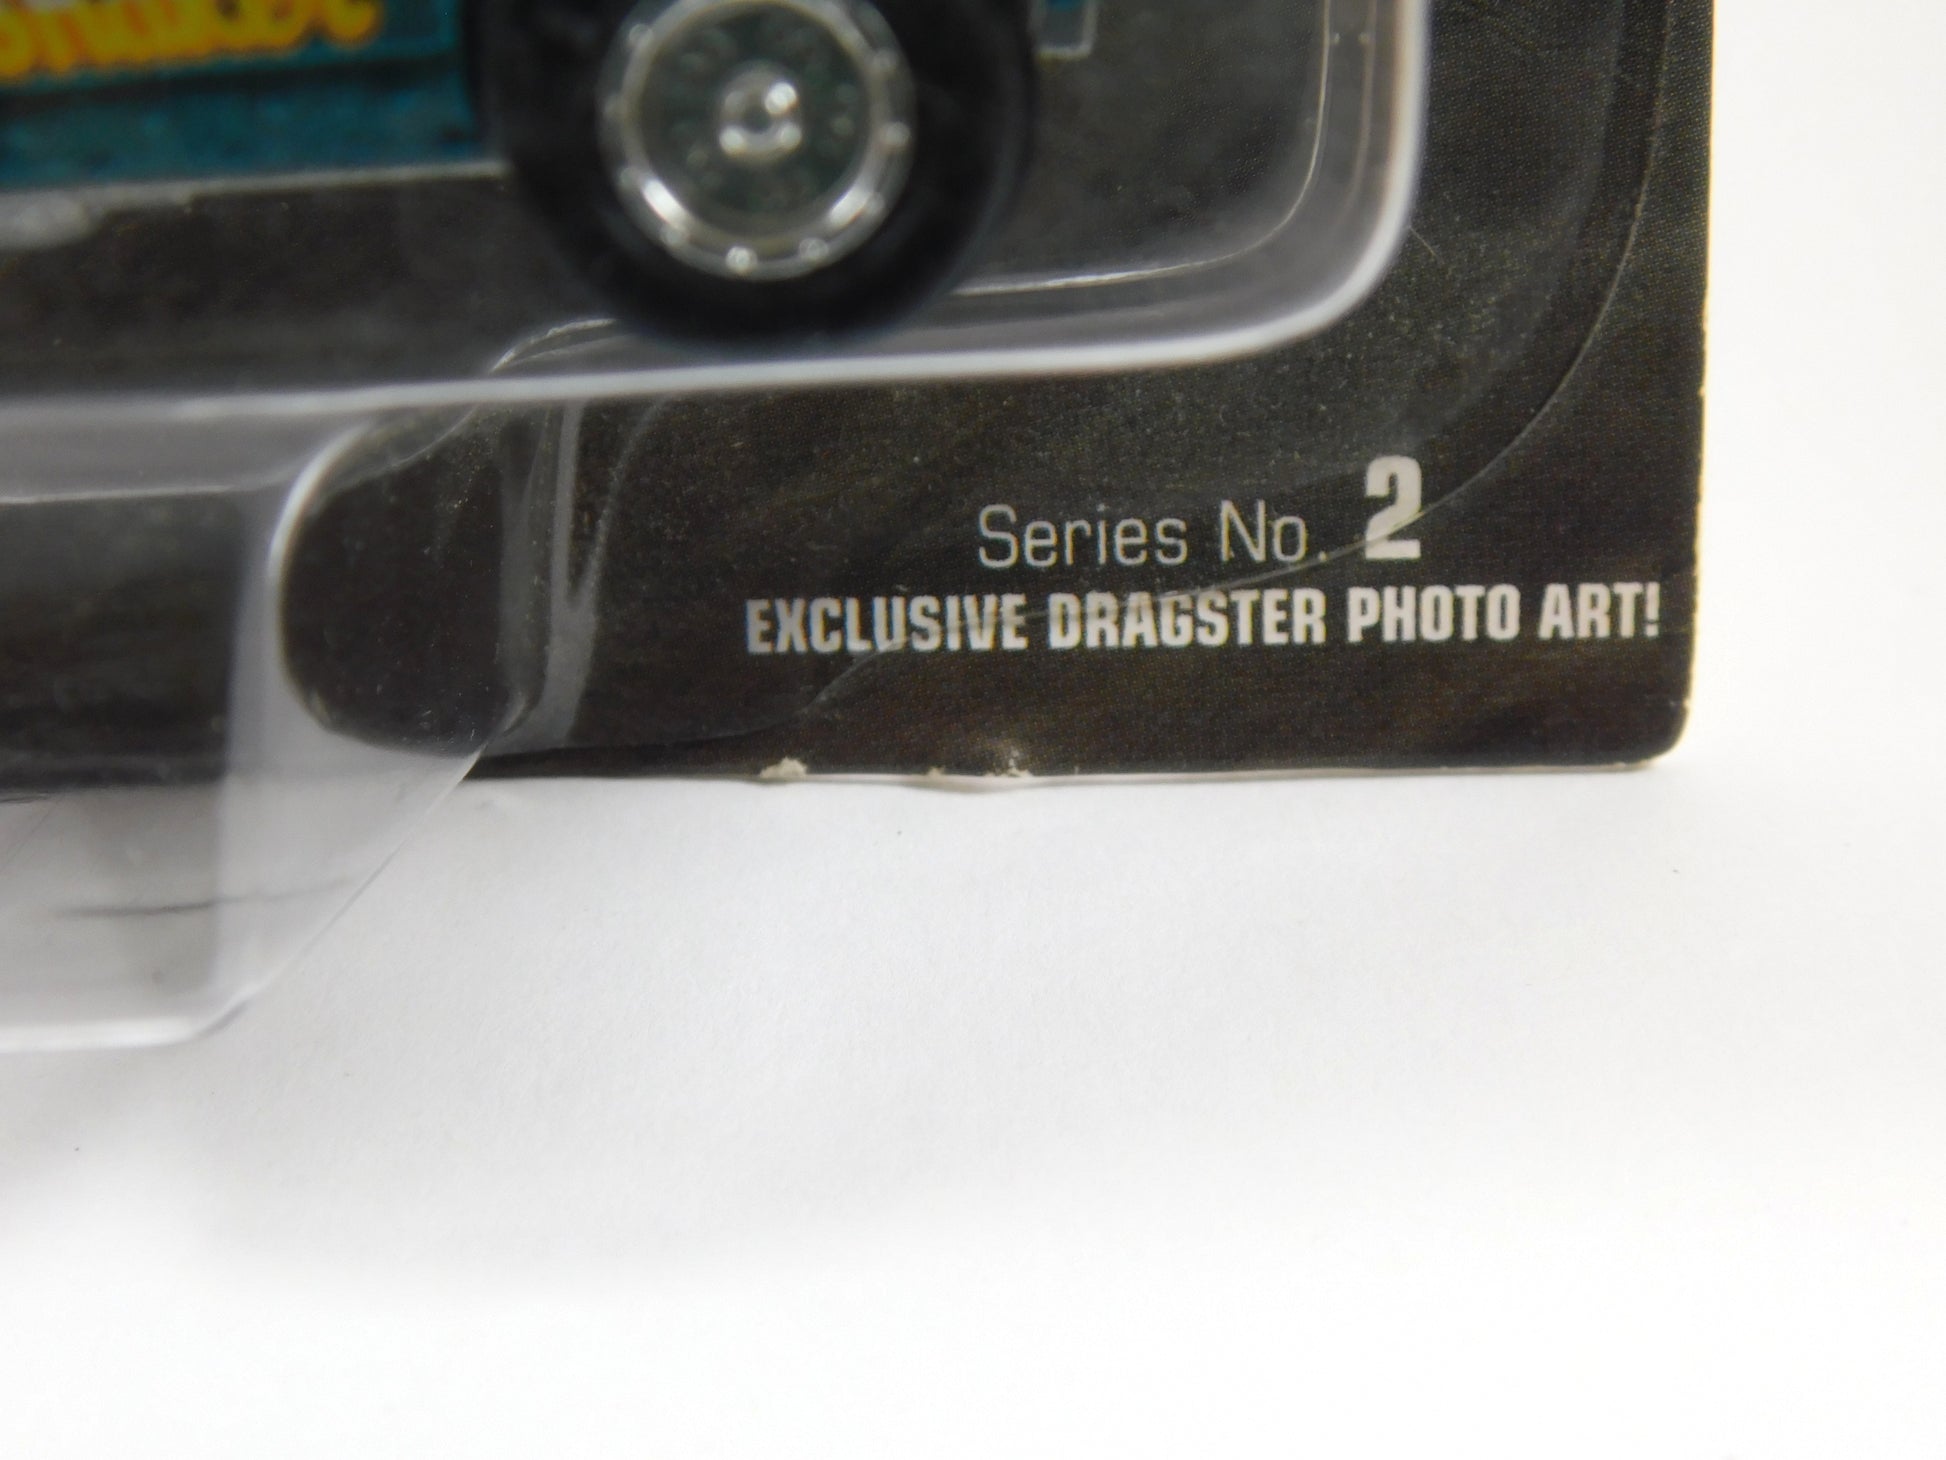 Series No. 2
EXCLUSIVE DRAGSTER PHOTO ART!